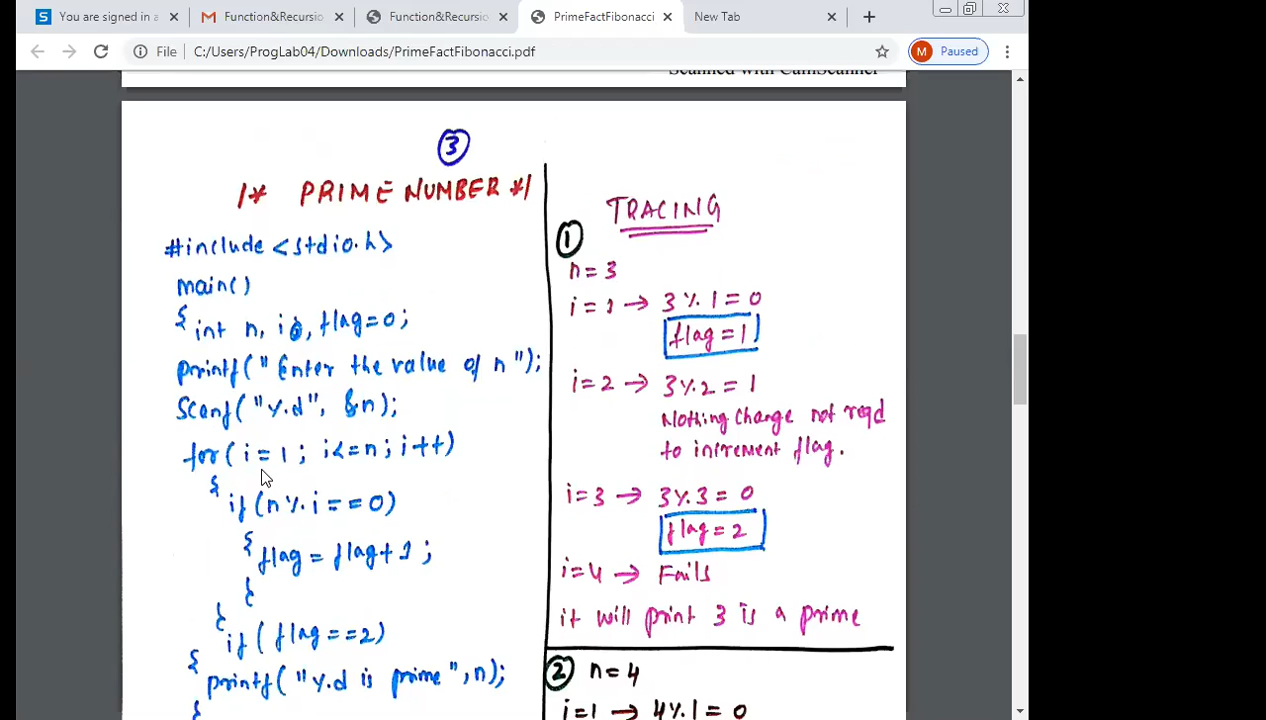 You are signed in a
Function&Recursio
Function&Recursio
PrimeFactFibonacci
New Tab
File
C:/Users/ProgLab04/Downloads/PrimeFactFibonacci.pdf
M Paused
Scanned with CamScanner
3
/* PRIME NUMBER */
#include <stdio.h>
main()
{ int n, i, flag=0;
printf("Enter the value of n");
Scanf("%d", &n);
for(i=1; i<=n; i++)
{
if(n%i==0)
{
flag = flag+1;
}
}
if(flag==2)
{
printf("%d is prime",n);
TRACING
1
n=3
i=1 → 3%1=0
flag=1
i=2 → 3%2=1
Nothing change not reqd
to increment flag.
i=3 → 3%3=0
flag=2
i=4 → Fails
it will print 3 is a prime
2 n=4
i=1 → 4%1=0